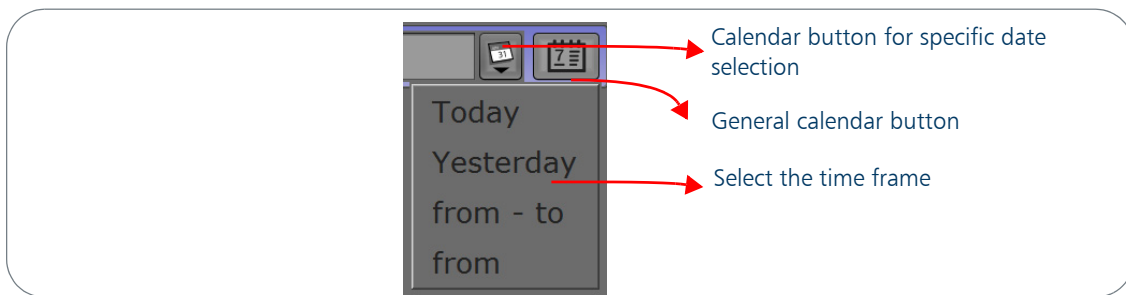 Calendar button for specific date
selection
31
7
General calendar button
Today
Yesterday
Select the time frame
from - to
from